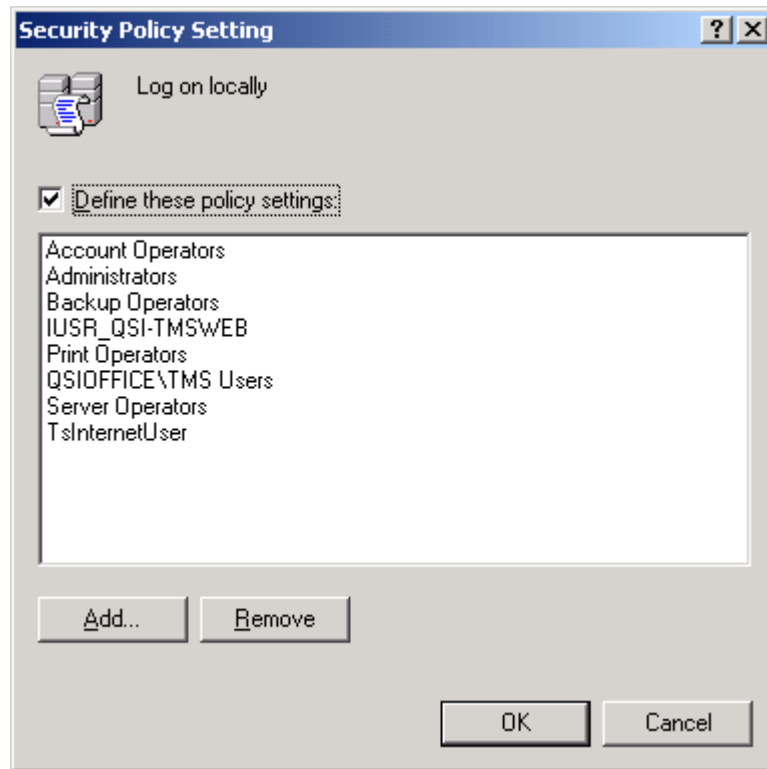 Security Policy Setting
Log on locally
Define these policy settings:
Account Operators
Administrators
Backup Operators
IUSR_QSI-TMSWEB
Print Operators
QSIOFFICE\TMS Users
Server Operators
TsInternetUser
Add...
Remove
OK
Cancel